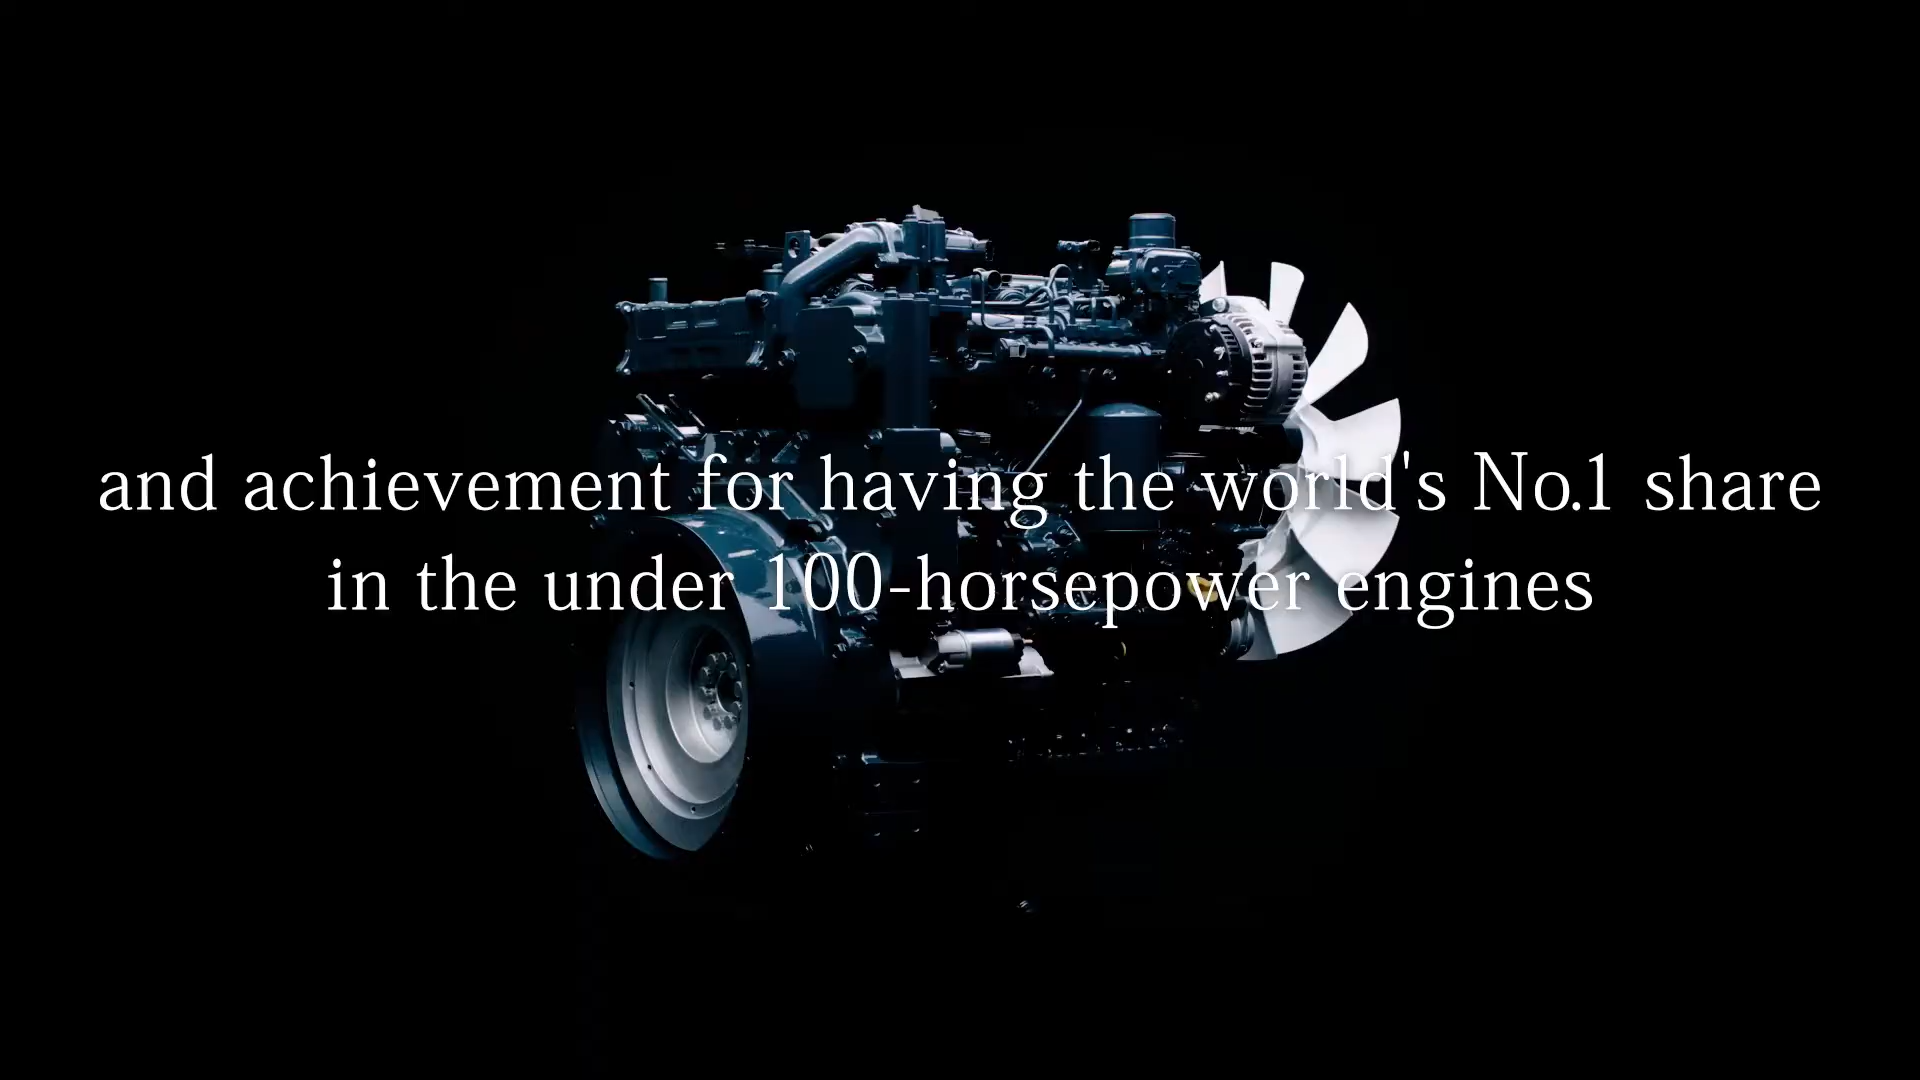 and achievement for having the world's No.1 share
in the under 100-horsepower engines